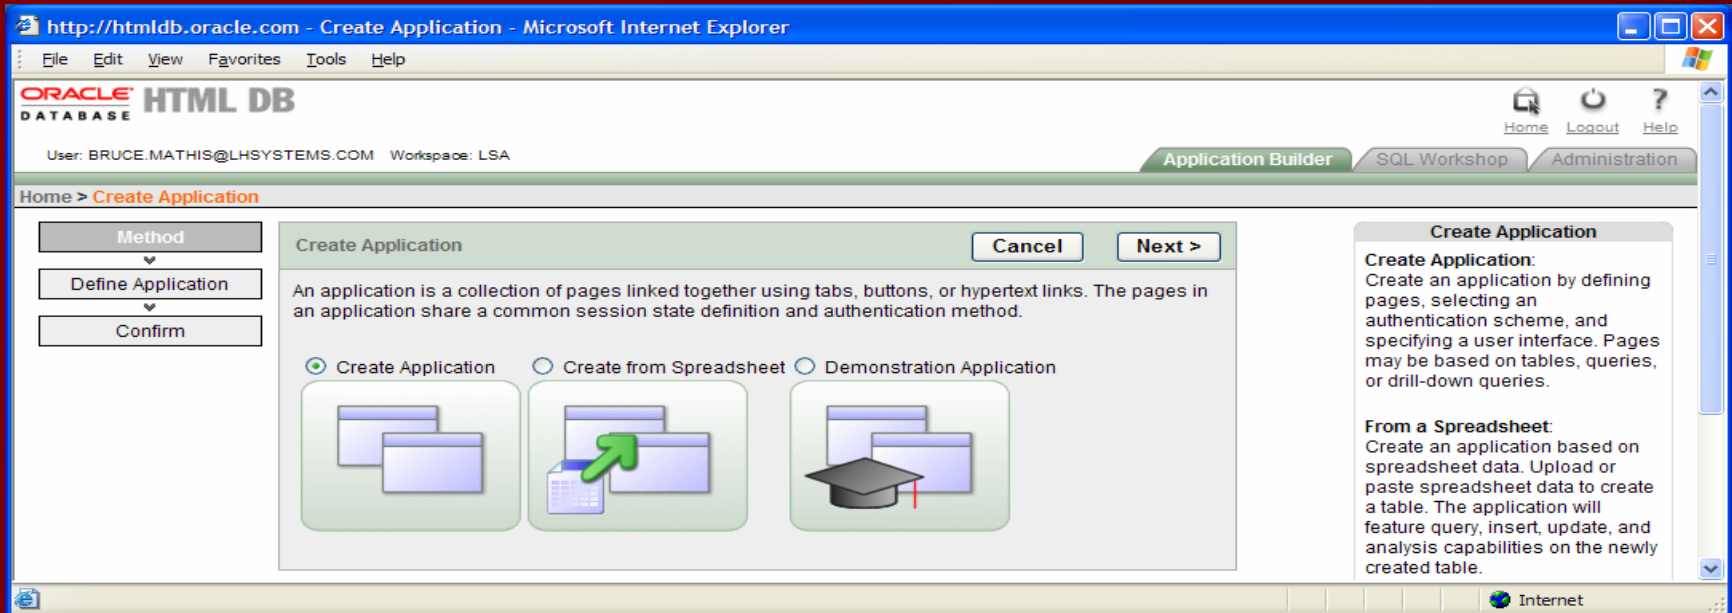 http://htmldb.oracle.com - Create Application - Microsoft Internet Explorer
File Edit View Favorites Tools Help
ORACLE DATABASE HTML DB
Home Logout Help
User: BRUCE.MATHIS@LHSYSTEMS.COM Workspace: LSA
Application Builder SQL Workshop Administration
Home > Create Application
Method
Define Application
Confirm
Create Application
Cancel Next >
An application is a collection of pages linked together using tabs, buttons, or hypertext links. The pages in
an application share a common session state definition and authentication method.
Create Application Create from Spreadsheet Demonstration Application
Create Application
Create Application:
Create an application by defining
pages, selecting an
authentication scheme, and
specifying a user interface. Pages
may be based on tables, queries,
or drill-down queries.
From a Spreadsheet:
Create an application based on
spreadsheet data. Upload or
paste spreadsheet data to create
a table. The application will
feature query, insert, update, and
analysis capabilities on the newly
created table.
Internet